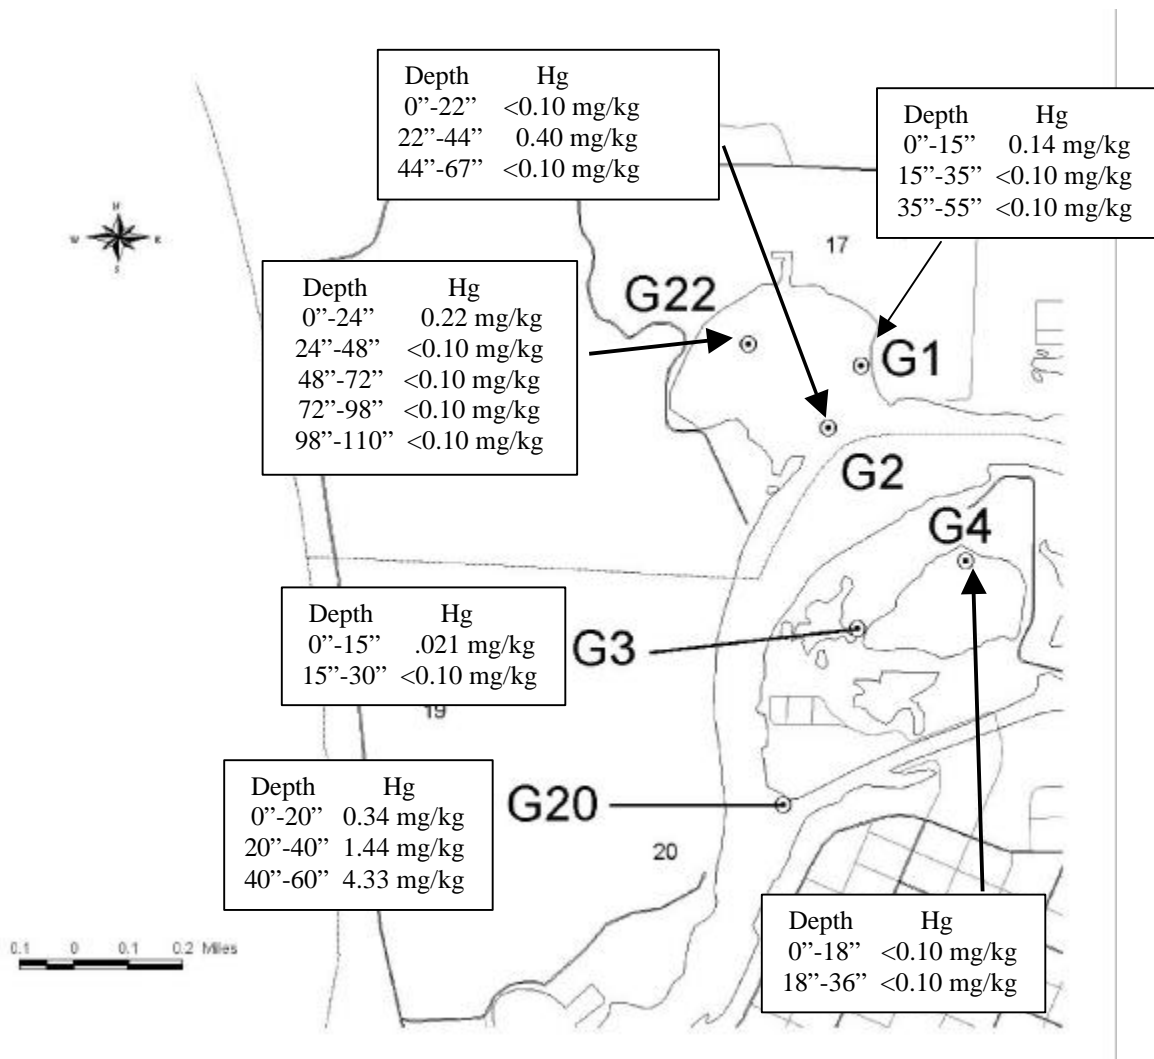 Depth Hg
0”-22” <0.10 mg/kg
22”-44” 0.40 mg/kg
44”-67” <0.10 mg/kg
Depth Hg
0”-15” 0.14 mg/kg
15”-35” <0.10 mg/kg
35”-55” <0.10 mg/kg
N
W E
S
17
Depth Hg
0”-24” 0.22 mg/kg
24”-48” <0.10 mg/kg
48”-72” <0.10 mg/kg
72”-98” <0.10 mg/kg
98”-110” <0.10 mg/kg
G22
G1
G2
G4
Depth Hg
0”-15” .021 mg/kg
15”-30” <0.10 mg/kg
G3
19
Depth Hg
0”-20” 0.34 mg/kg
20”-40” 1.44 mg/kg
40”-60” 4.33 mg/kg
G20
20
Depth Hg
0”-18” <0.10 mg/kg
18”-36” <0.10 mg/kg
0.1 0 0.1 0.2 Miles